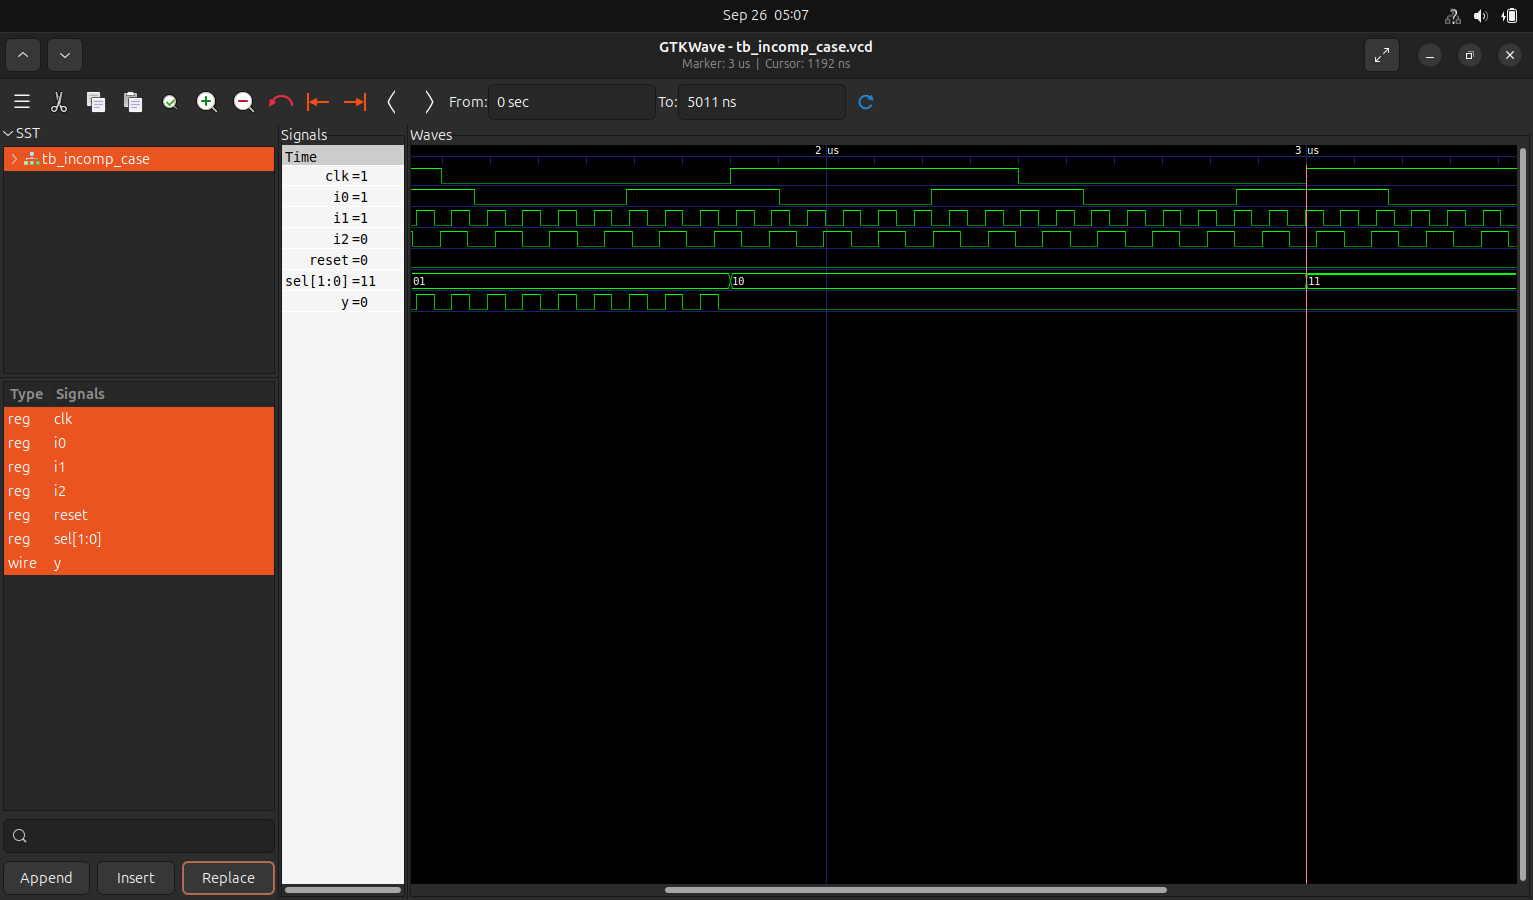 Sep 26 05:07
GTKWave - tb_incomp_case.vcd
Marker: 3 us | Cursor: 1192 ns
From: 0 sec To: 5011 ns
SST
tb_incomp_case
Type Signals
reg clk
reg i0
reg i1
reg i2
reg reset
reg sel[1:0]
wire y
Append Insert Replace
Signals
Time
clk=1
i0=1
i1=1
i2=0
reset=0
sel[1:0]=11
y=0
Waves
2 us 3 us
01 10 11